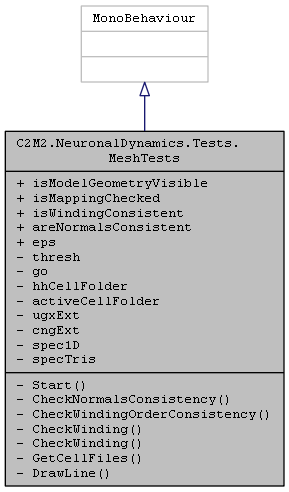 MonoBehaviour
C2M2.NeuronalDynamics.Tests.
MeshTests
+ isModelGeometryVisible
+ isMappingChecked
+ isWindingConsistent
+ areNormalsConsistent
+ eps
- thresh
- go
- hhCellFolder
- activeCellFolder
- ugxExt
- cngExt
- spec1D
- specTris
- Start()
- CheckNormalsConsistency()
- CheckWindingOrderConsistency()
- CheckWinding()
- CheckWinding()
- GetCellFiles()
- DrawLine()